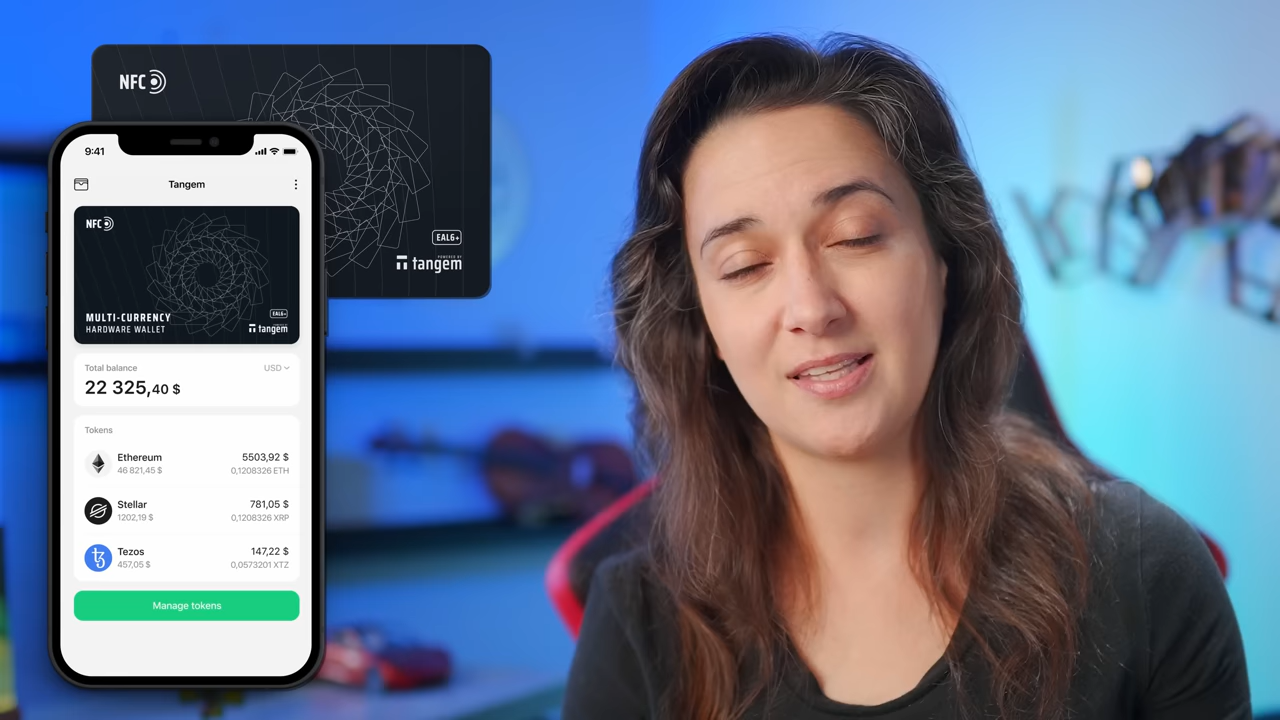 NFC
EAL6+
POWERED BY
tangem
9:41
Tangem
NFC
MULTI-CURRENCY
HARDWARE WALLET
EAL6+
tangem
Total balance
USD
22 325,40 $
Tokens
Ethereum
5503,92 $
46 821,45 $
0,1208326 ETH
Stellar
781,05 $
1202,19 $
0,1208326 XRP
Tezos
147,22 $
457,05 $
0,0573201 XTZ
Manage tokens